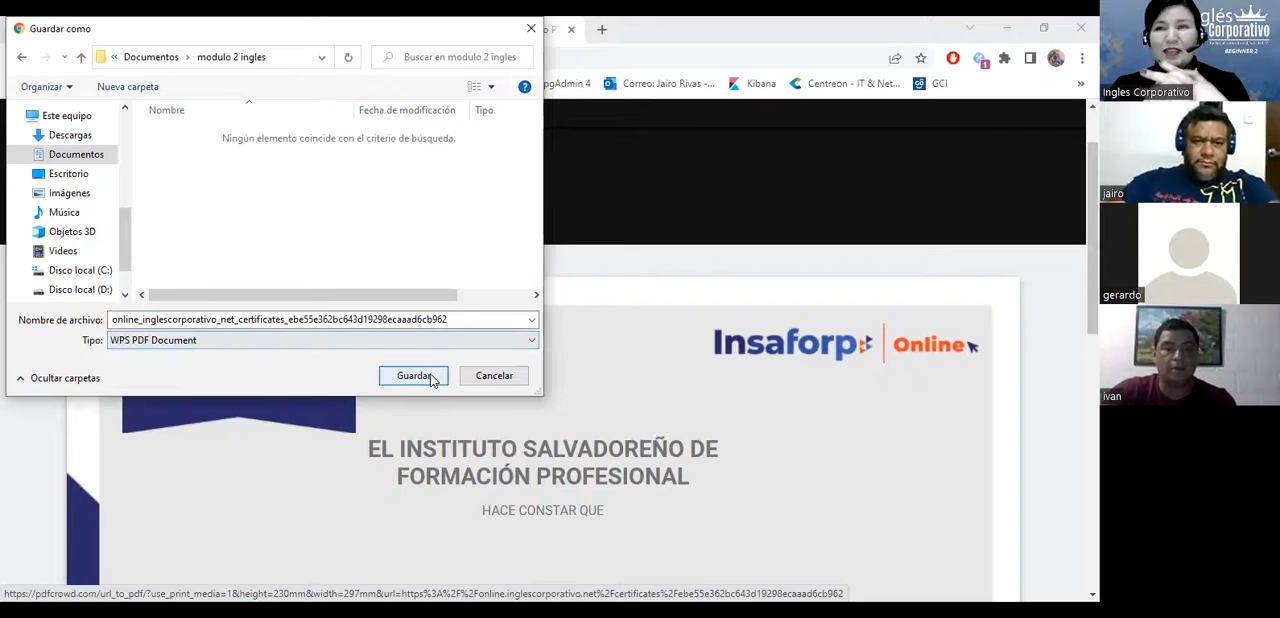 Guardar como
« Documentos › modulo 2 ingles
Buscar en modulo 2 ingles
Organizar
Nueva carpeta
Este equipo
Descargas
Documentos
Escritorio
Imágenes
Música
Objetos 3D
Videos
Disco local (C:)
Disco local (D:)
Nombre
Fecha de modificación
Tipo
Ningún elemento coincide con el criterio de búsqueda.
Nombre de archivo: online_inglescorporativo_net_certificates_ebe55e362bc643d19298ecaaad6cb962
Tipo: WPS PDF Document
Ocultar carpetas
Guardar
Cancelar
1
pgAdmin 4
Correo: Jairo Rivas -...
Kibana
Centreon - IT & Net...
GCI
»
Insaforp Online
EL INSTITUTO SALVADOREÑO DE
FORMACIÓN PROFESIONAL
HACE CONSTAR QUE
https://pdfcrowd.com/url_to_pdf/?use_print_media=1&height=230mm&width=297mm&url=https%3A%2F%2Fonline.inglescorporativo.net%2Fcertificates%2Febe55e362bc643d19298ecaaad6cb962
glés
Corporativo
BEGINNER 2
Ingles Corporativo
jairo
gerardo
ivan